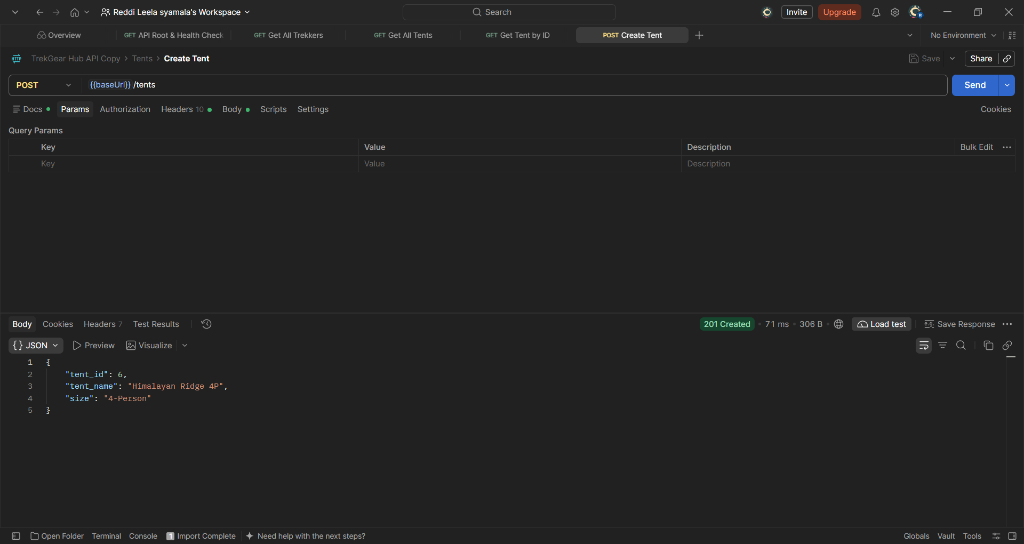 Reddi Leela syamala's Workspace Search Invite Upgrade
Overview GET API Root & Health Check GET Get All Trekkers GET Get All Tents GET Get Tent by ID POST Create Tent + No Environment
TrekGear Hub API Copy > Tents > Create Tent Save Share
POST {{baseUrl}} /tents Send
Docs Params Authorization Headers 10 Body Scripts Settings Cookies
Query Params
Key Value Description Bulk Edit
Key Value Description
Body Cookies Headers 7 Test Results 201 Created 71 ms 306 B Load test Save Response
{} JSON Preview Visualize
1 {
2 "tent_id": 6,
3 "tent_name": "Himalayan Ridge 4P",
4 "size": "4-Person"
5 }
Open Folder Terminal Console Import Complete Need help with the next steps? Globals Vault Tools